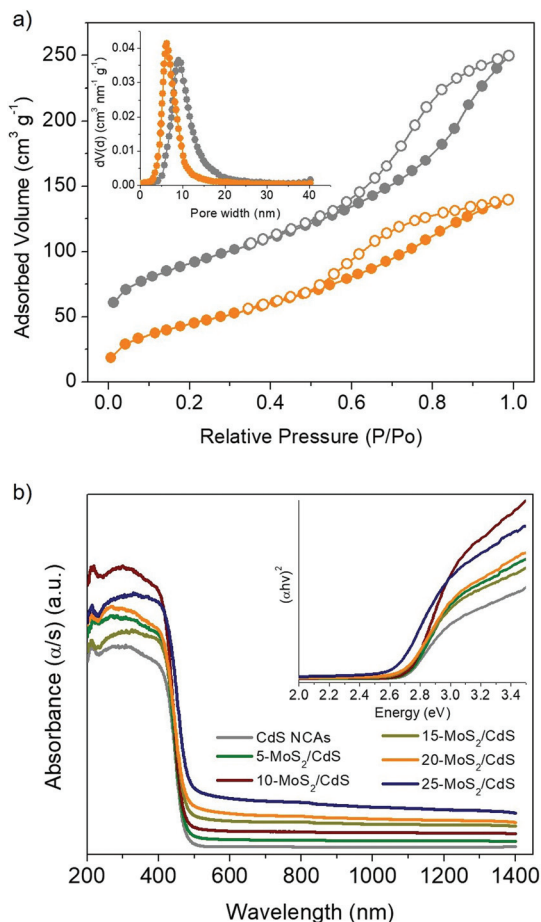 a)
250
200
150
100
50
0
Adsorbed Volume (cm³ g⁻¹)
0.04
0.03
0.02
0.01
0.00
dV(d) (cm³ nm⁻¹ g)
0 10 20 30 40
Pore width (nm)
0.0 0.2 0.4 0.6 0.8 1.0
Relative Pressure (P/Po)
b)
Absorbance (α/s) (a.u.)
(αhν)²
2.0 2.2 2.4 2.6 2.8 3.0 3.2 3.4
Energy (eV)
CdS NCAs
5-MoS₂/CdS
10-MoS₂/CdS
15-MoS₂/CdS
20-MoS₂/CdS
25-MoS₂/CdS
200 400 600 800 1000 1200 1400
Wavelength (nm)